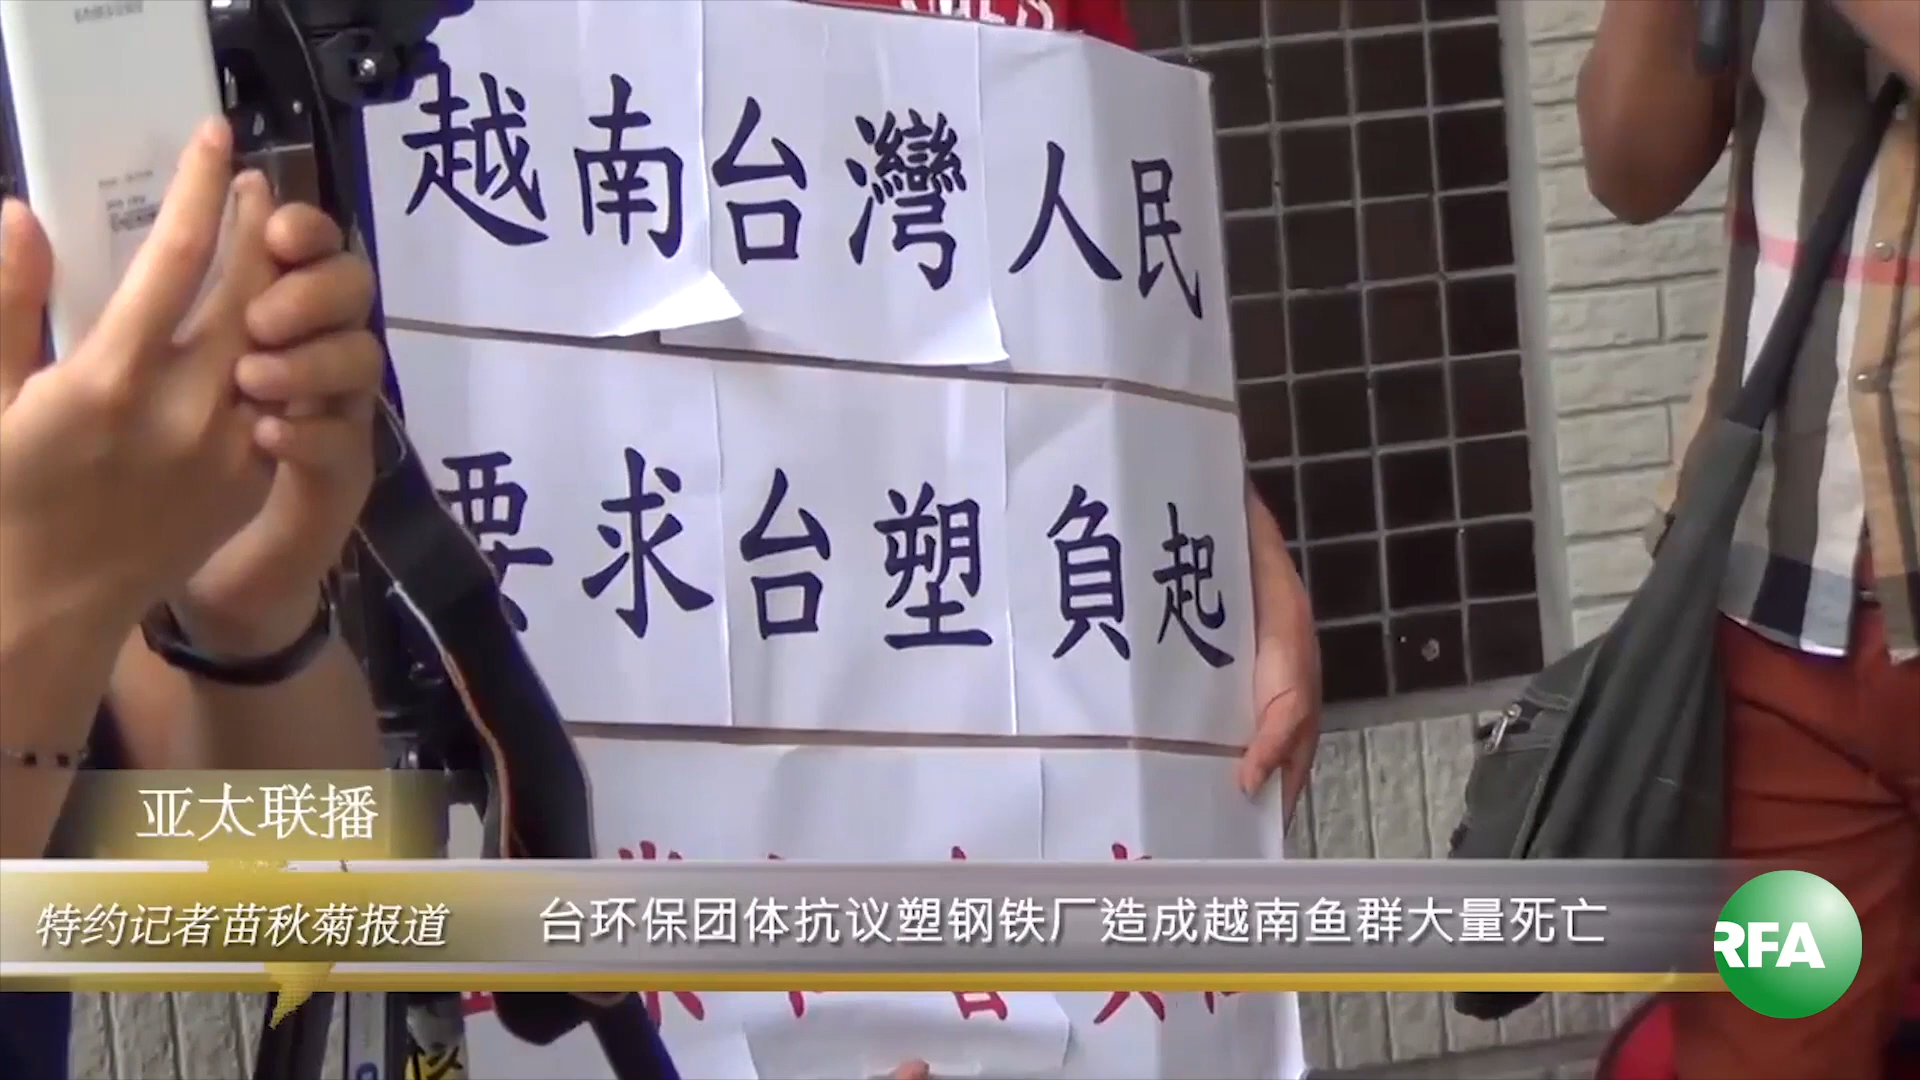 越南台灣人民
要求台塑負起
亚太联播
特约记者苗秋菊报道
台环保团体抗议塑钢铁厂造成越南鱼群大量死亡
RFA